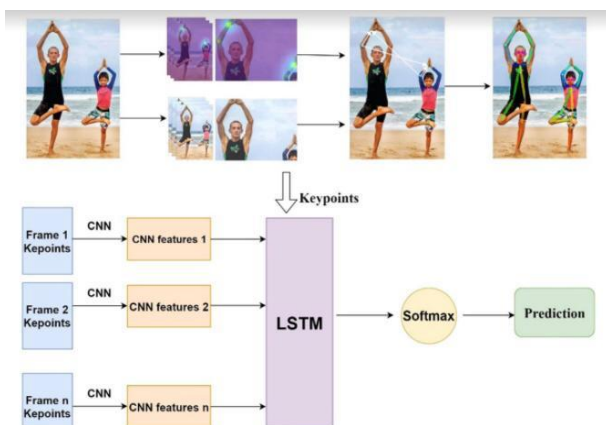 Keypoints
Frame 1
Kepoints
CNN
CNN features 1
Frame 2
Kepoints
CNN
CNN features 2
LSTM
Softmax
Prediction
Frame n
Kepoints
CNN
CNN features n